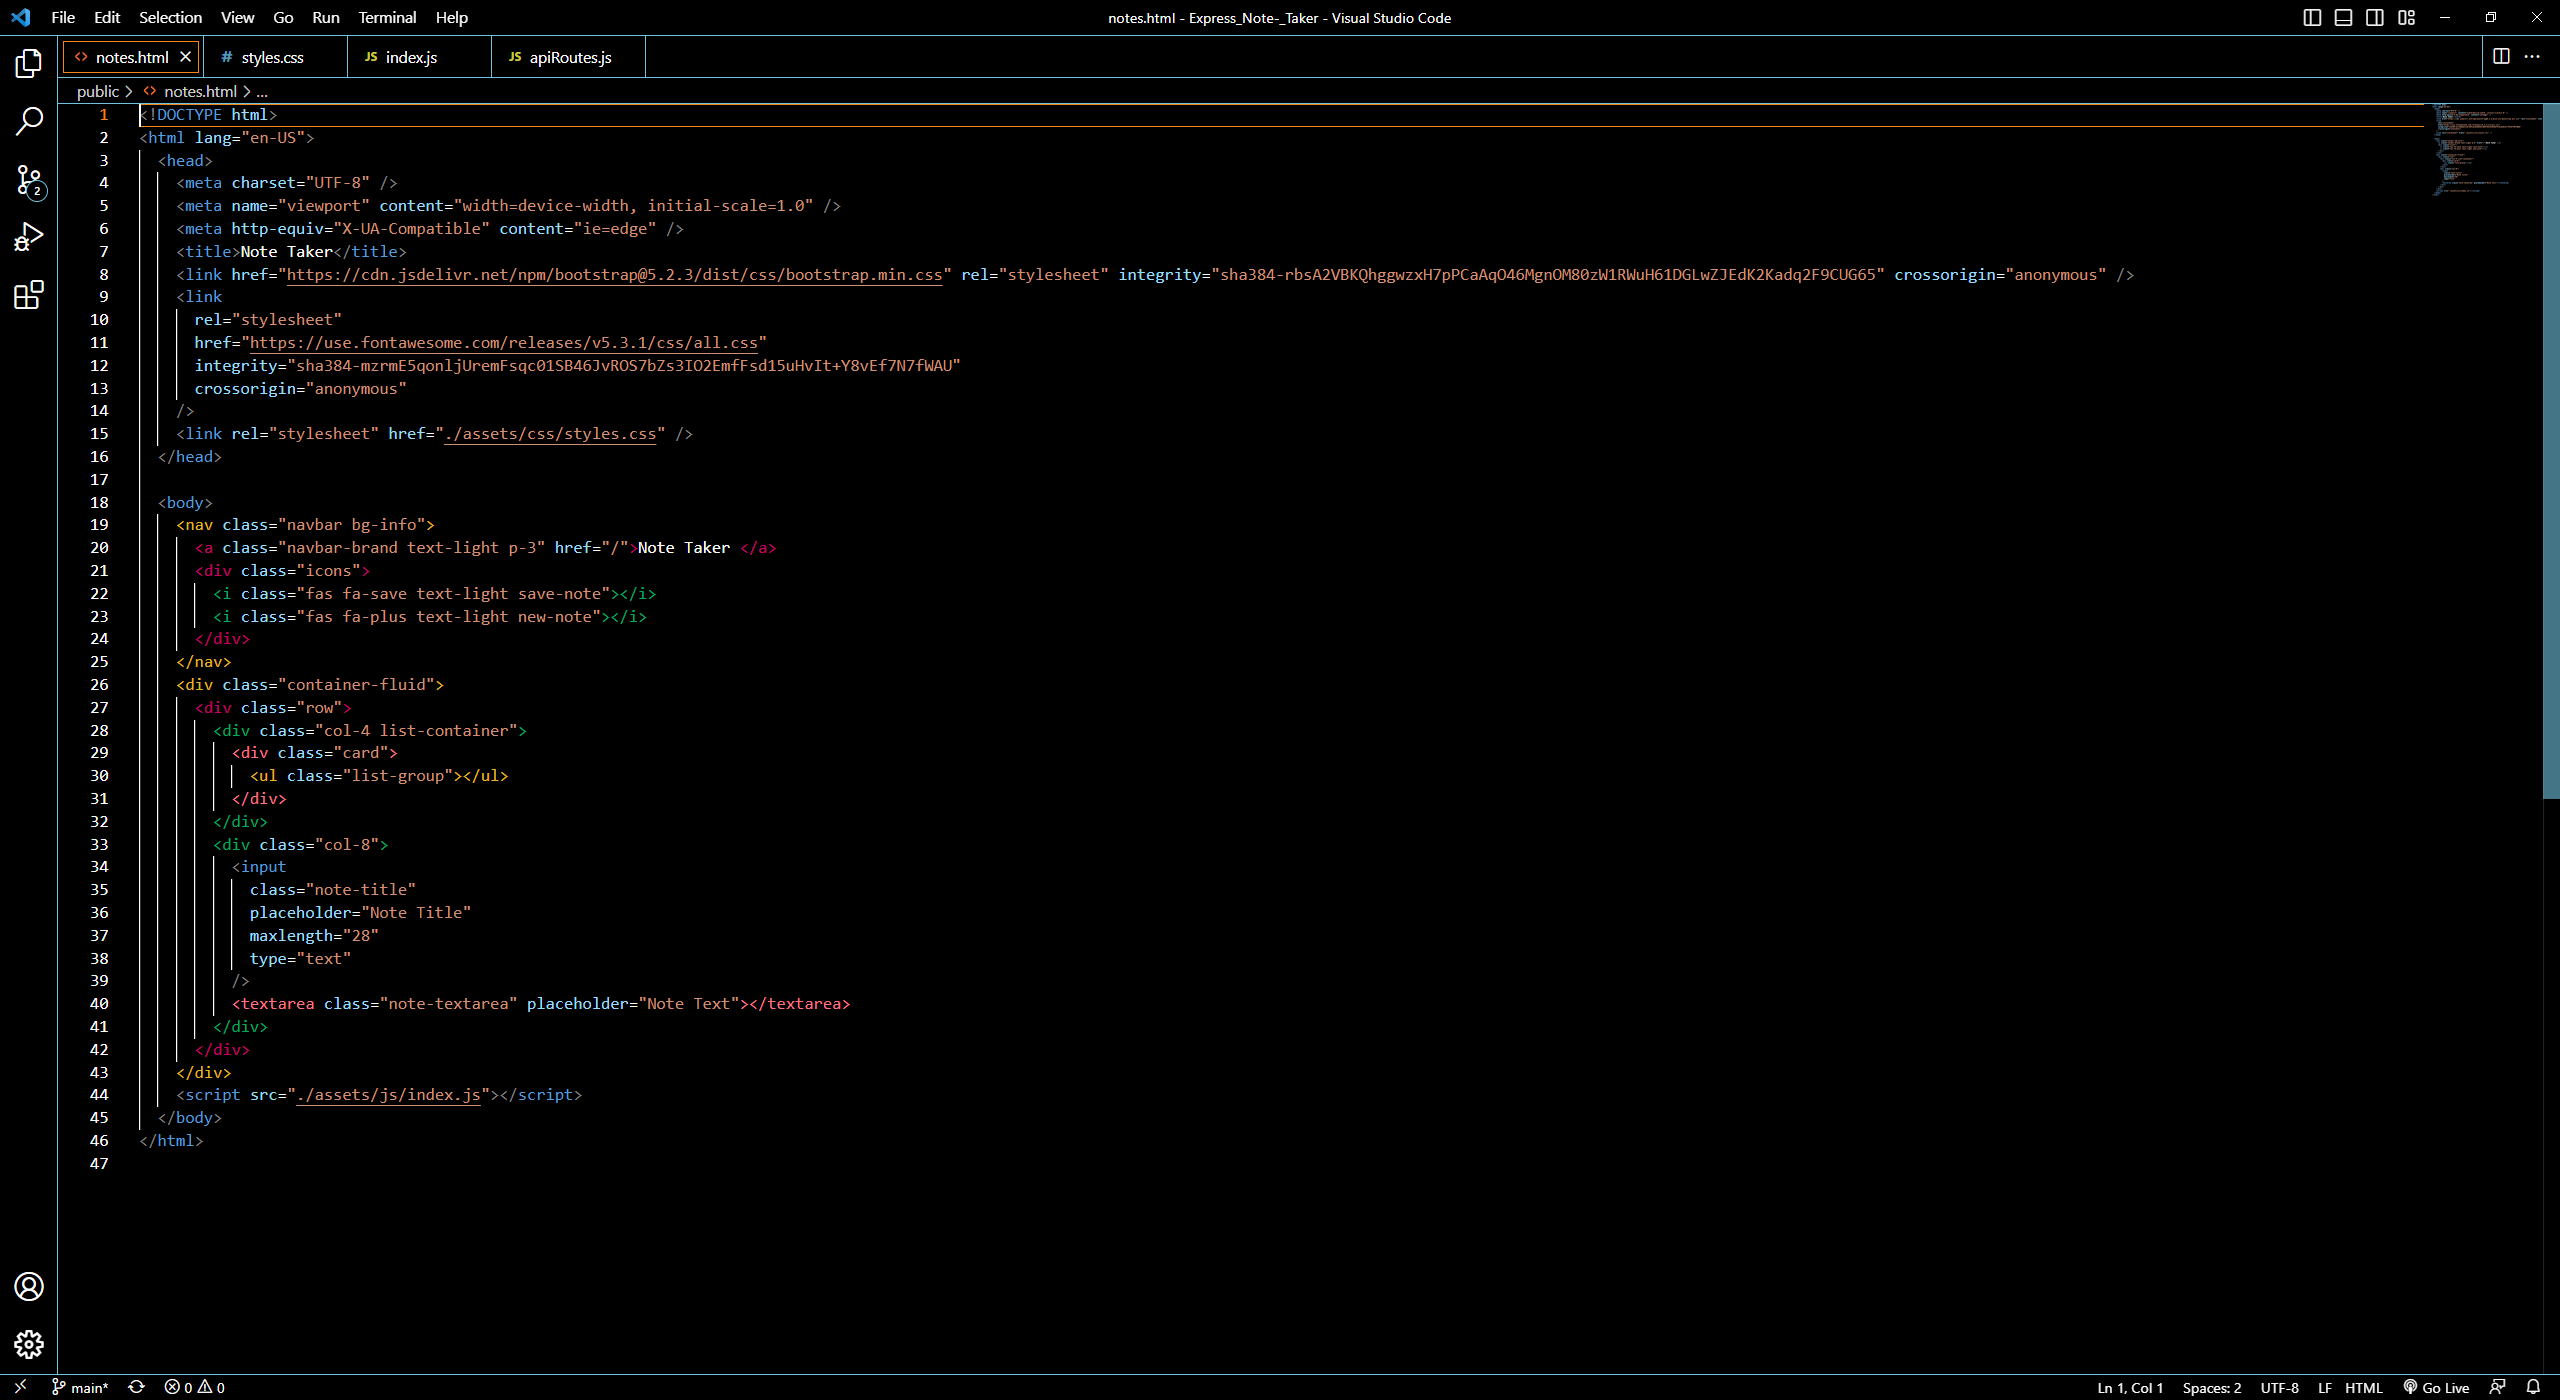 File Edit Selection View Go Run Terminal Help notes.html - Express_Note-_Taker - Visual Studio Code
notes.html styles.css index.js apiRoutes.js
public > notes.html > ...
1 <!DOCTYPE html>
2 <html lang="en-US">
3 <head>
4 <meta charset="UTF-8" />
5 <meta name="viewport" content="width=device-width, initial-scale=1.0" />
6 <meta http-equiv="X-UA-Compatible" content="ie=edge" />
7 <title>Note Taker</title>
8 <link href="https://cdn.jsdelivr.net/npm/bootstrap@5.2.3/dist/css/bootstrap.min.css" rel="stylesheet" integrity="sha384-rbsA2VBKQhggwzxH7pPCaAqO46MgnOM80zW1RWuH61DGLwZJEdK2Kadq2F9CUG65" crossorigin="anonymous" />
9 <link
10 rel="stylesheet"
11 href="https://use.fontawesome.com/releases/v5.3.1/css/all.css"
12 integrity="sha384-mzrmE5qonljUremFsqc01SB46JvROS7bZs3IO2EmfFsd15uHvIt+Y8vEf7N7fWAU"
13 crossorigin="anonymous"
14 />
15 <link rel="stylesheet" href="./assets/css/styles.css" />
16 </head>
17
18 <body>
19 <nav class="navbar bg-info">
20 <a class="navbar-brand text-light p-3" href="/">Note Taker </a>
21 <div class="icons">
22 <i class="fas fa-save text-light save-note"></i>
23 <i class="fas fa-plus text-light new-note"></i>
24 </div>
25 </nav>
26 <div class="container-fluid">
27 <div class="row">
28 <div class="col-4 list-container">
29 <div class="card">
30 <ul class="list-group"></ul>
31 </div>
32 </div>
33 <div class="col-8">
34 <input
35 class="note-title"
36 placeholder="Note Title"
37 maxlength="28"
38 type="text"
39 />
40 <textarea class="note-textarea" placeholder="Note Text"></textarea>
41 </div>
42 </div>
43 </div>
44 <script src="./assets/js/index.js"></script>
45 </body>
46 </html>
47
2
main* 0 0 Ln 1, Col 1 Spaces: 2 UTF-8 LF HTML Go Live